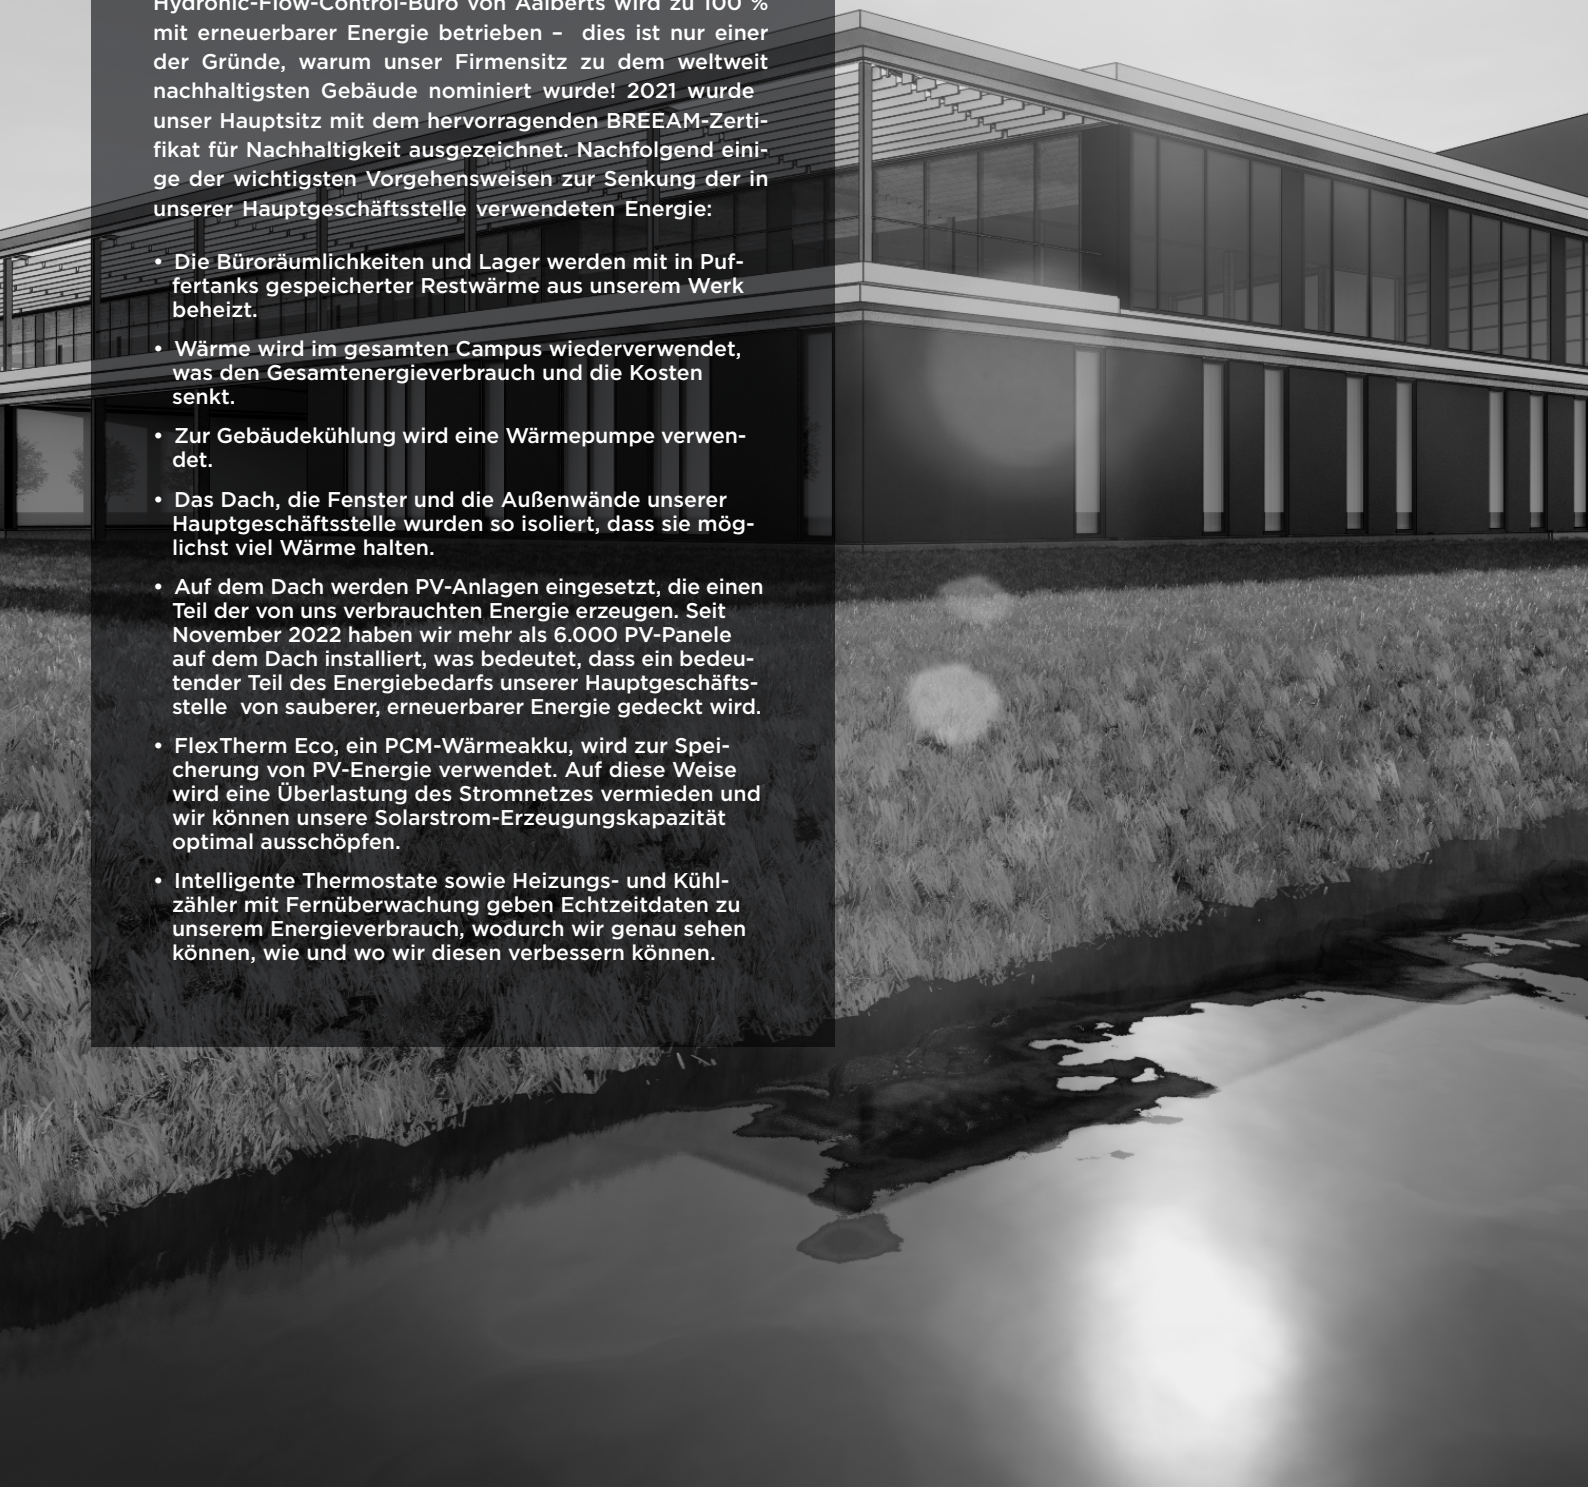 Hydronic-Flow-Control-Büro von Aalberts wird zu 100 %
mit erneuerbarer Energie betrieben – dies ist nur einer
der Gründe, warum unser Firmensitz zu dem weltweit
nachhaltigsten Gebäude nominiert wurde! 2021 wurde
unser Hauptsitz mit dem hervorragenden BREEAM-Zerti-
fikat für Nachhaltigkeit ausgezeichnet. Nachfolgend eini-
ge der wichtigsten Vorgehensweisen zur Senkung der in
unserer Hauptgeschäftsstelle verwendeten Energie:
• Die Büroräumlichkeiten und Lager werden mit in Puf-
fertanks gespeicherter Restwärme aus unserem Werk
beheizt.
• Wärme wird im gesamten Campus wiederverwendet,
was den Gesamtenergieverbrauch und die Kosten
senkt.
• Zur Gebäudekühlung wird eine Wärmepumpe verwen-
det.
• Das Dach, die Fenster und die Außenwände unserer
Hauptgeschäftsstelle wurden so isoliert, dass sie mög-
lichst viel Wärme halten.
• Auf dem Dach werden PV-Anlagen eingesetzt, die einen
Teil der von uns verbrauchten Energie erzeugen. Seit
November 2022 haben wir mehr als 6.000 PV-Panele
auf dem Dach installiert, was bedeutet, dass ein bedeu-
tender Teil des Energiebedarfs unserer Hauptgeschäfts-
stelle von sauberer, erneuerbarer Energie gedeckt wird.
• FlexTherm Eco, ein PCM-Wärmeakku, wird zur Spei-
cherung von PV-Energie verwendet. Auf diese Weise
wird eine Überlastung des Stromnetzes vermieden und
wir können unsere Solarstrom-Erzeugungskapazität
optimal ausschöpfen.
• Intelligente Thermostate sowie Heizungs- und Kühl-
zähler mit Fernüberwachung geben Echtzeitdaten zu
unserem Energieverbrauch, wodurch wir genau sehen
können, wie und wo wir diesen verbessern können.